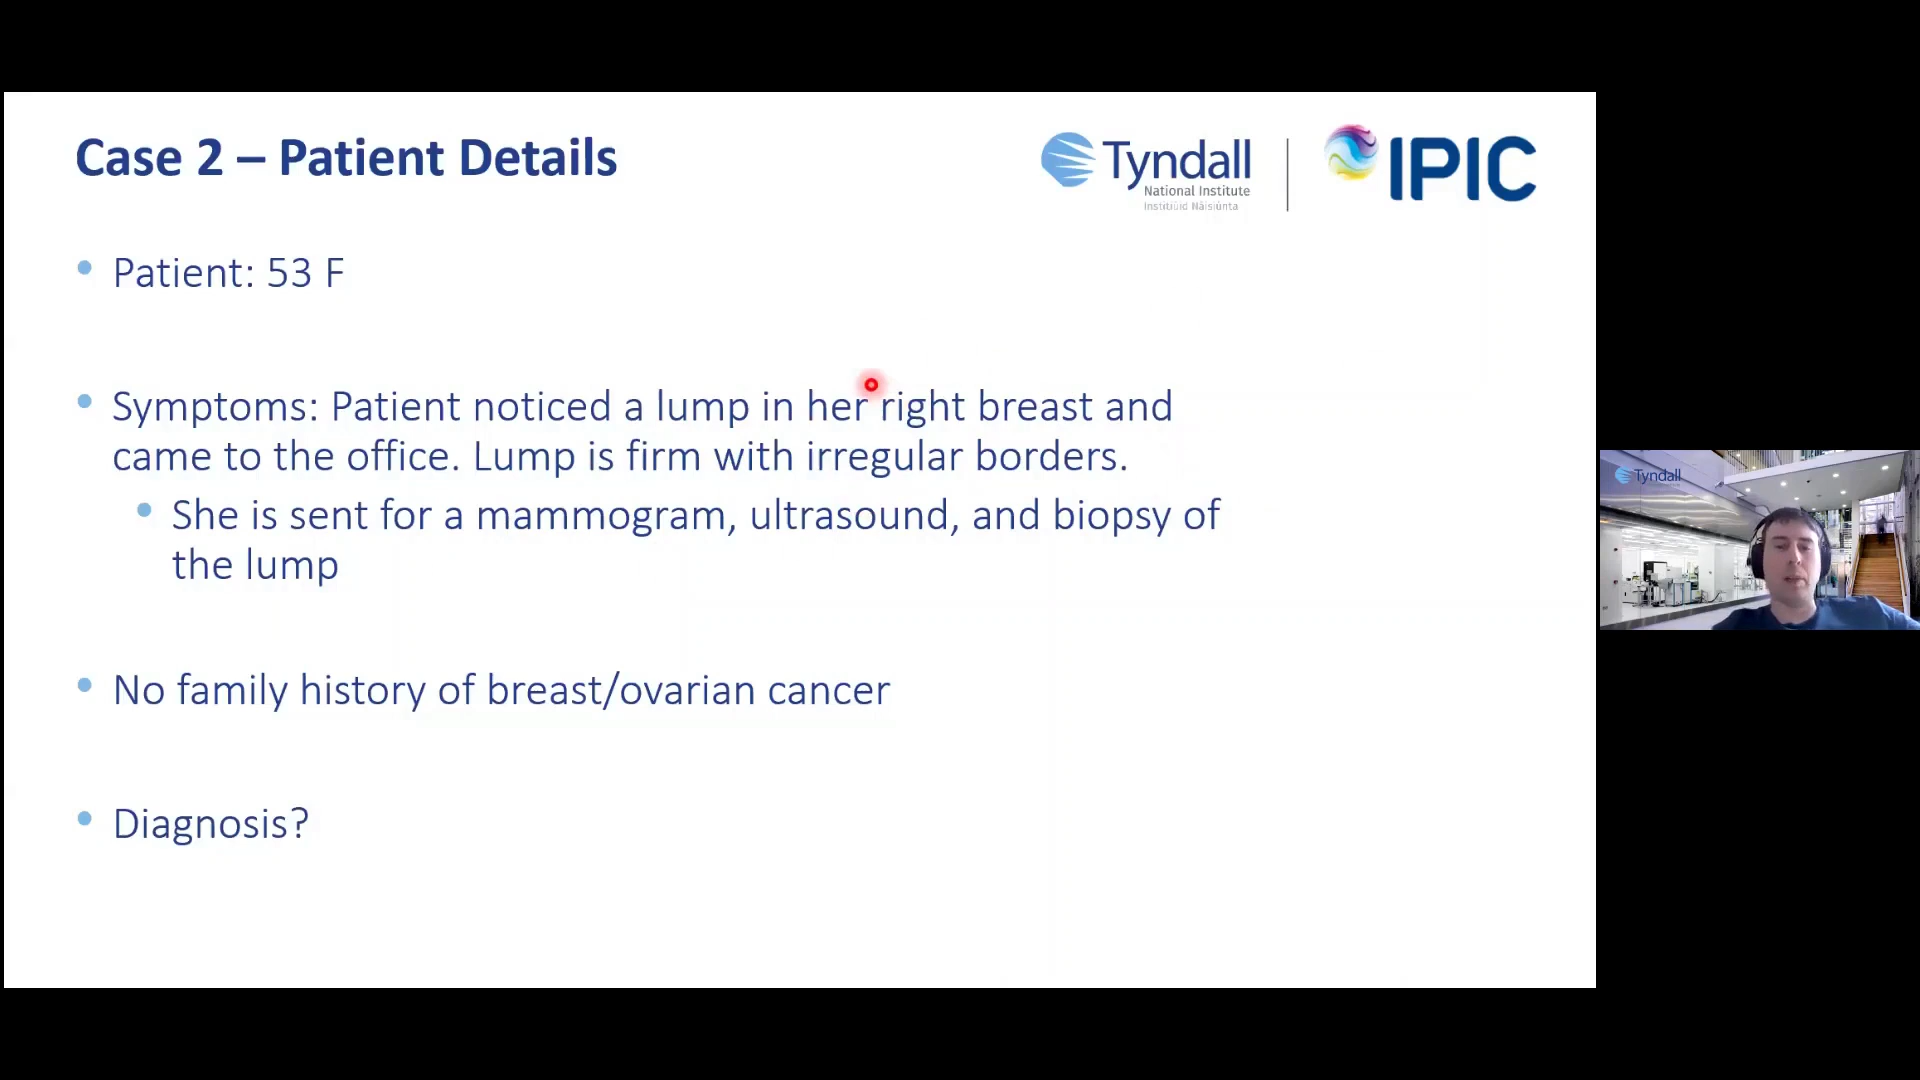 Case 2 – Patient Details
Tyndall
National Institute
Institiúid Náisiúnta
IPIC
• Patient: 53 F
• Symptoms: Patient noticed a lump in her right breast and
came to the office. Lump is firm with irregular borders.
• She is sent for a mammogram, ultrasound, and biopsy of
the lump
• No family history of breast/ovarian cancer
• Diagnosis?
Tyndall